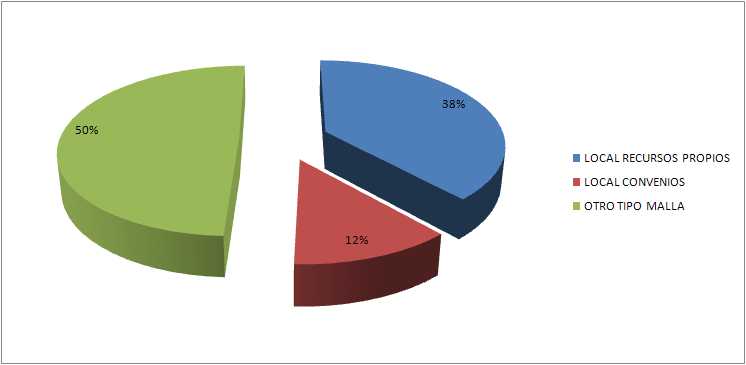 38%
50%
12%
LOCAL RECURSOS PROPIOS
LOCAL CONVENIOS
OTRO TIPO MALLA